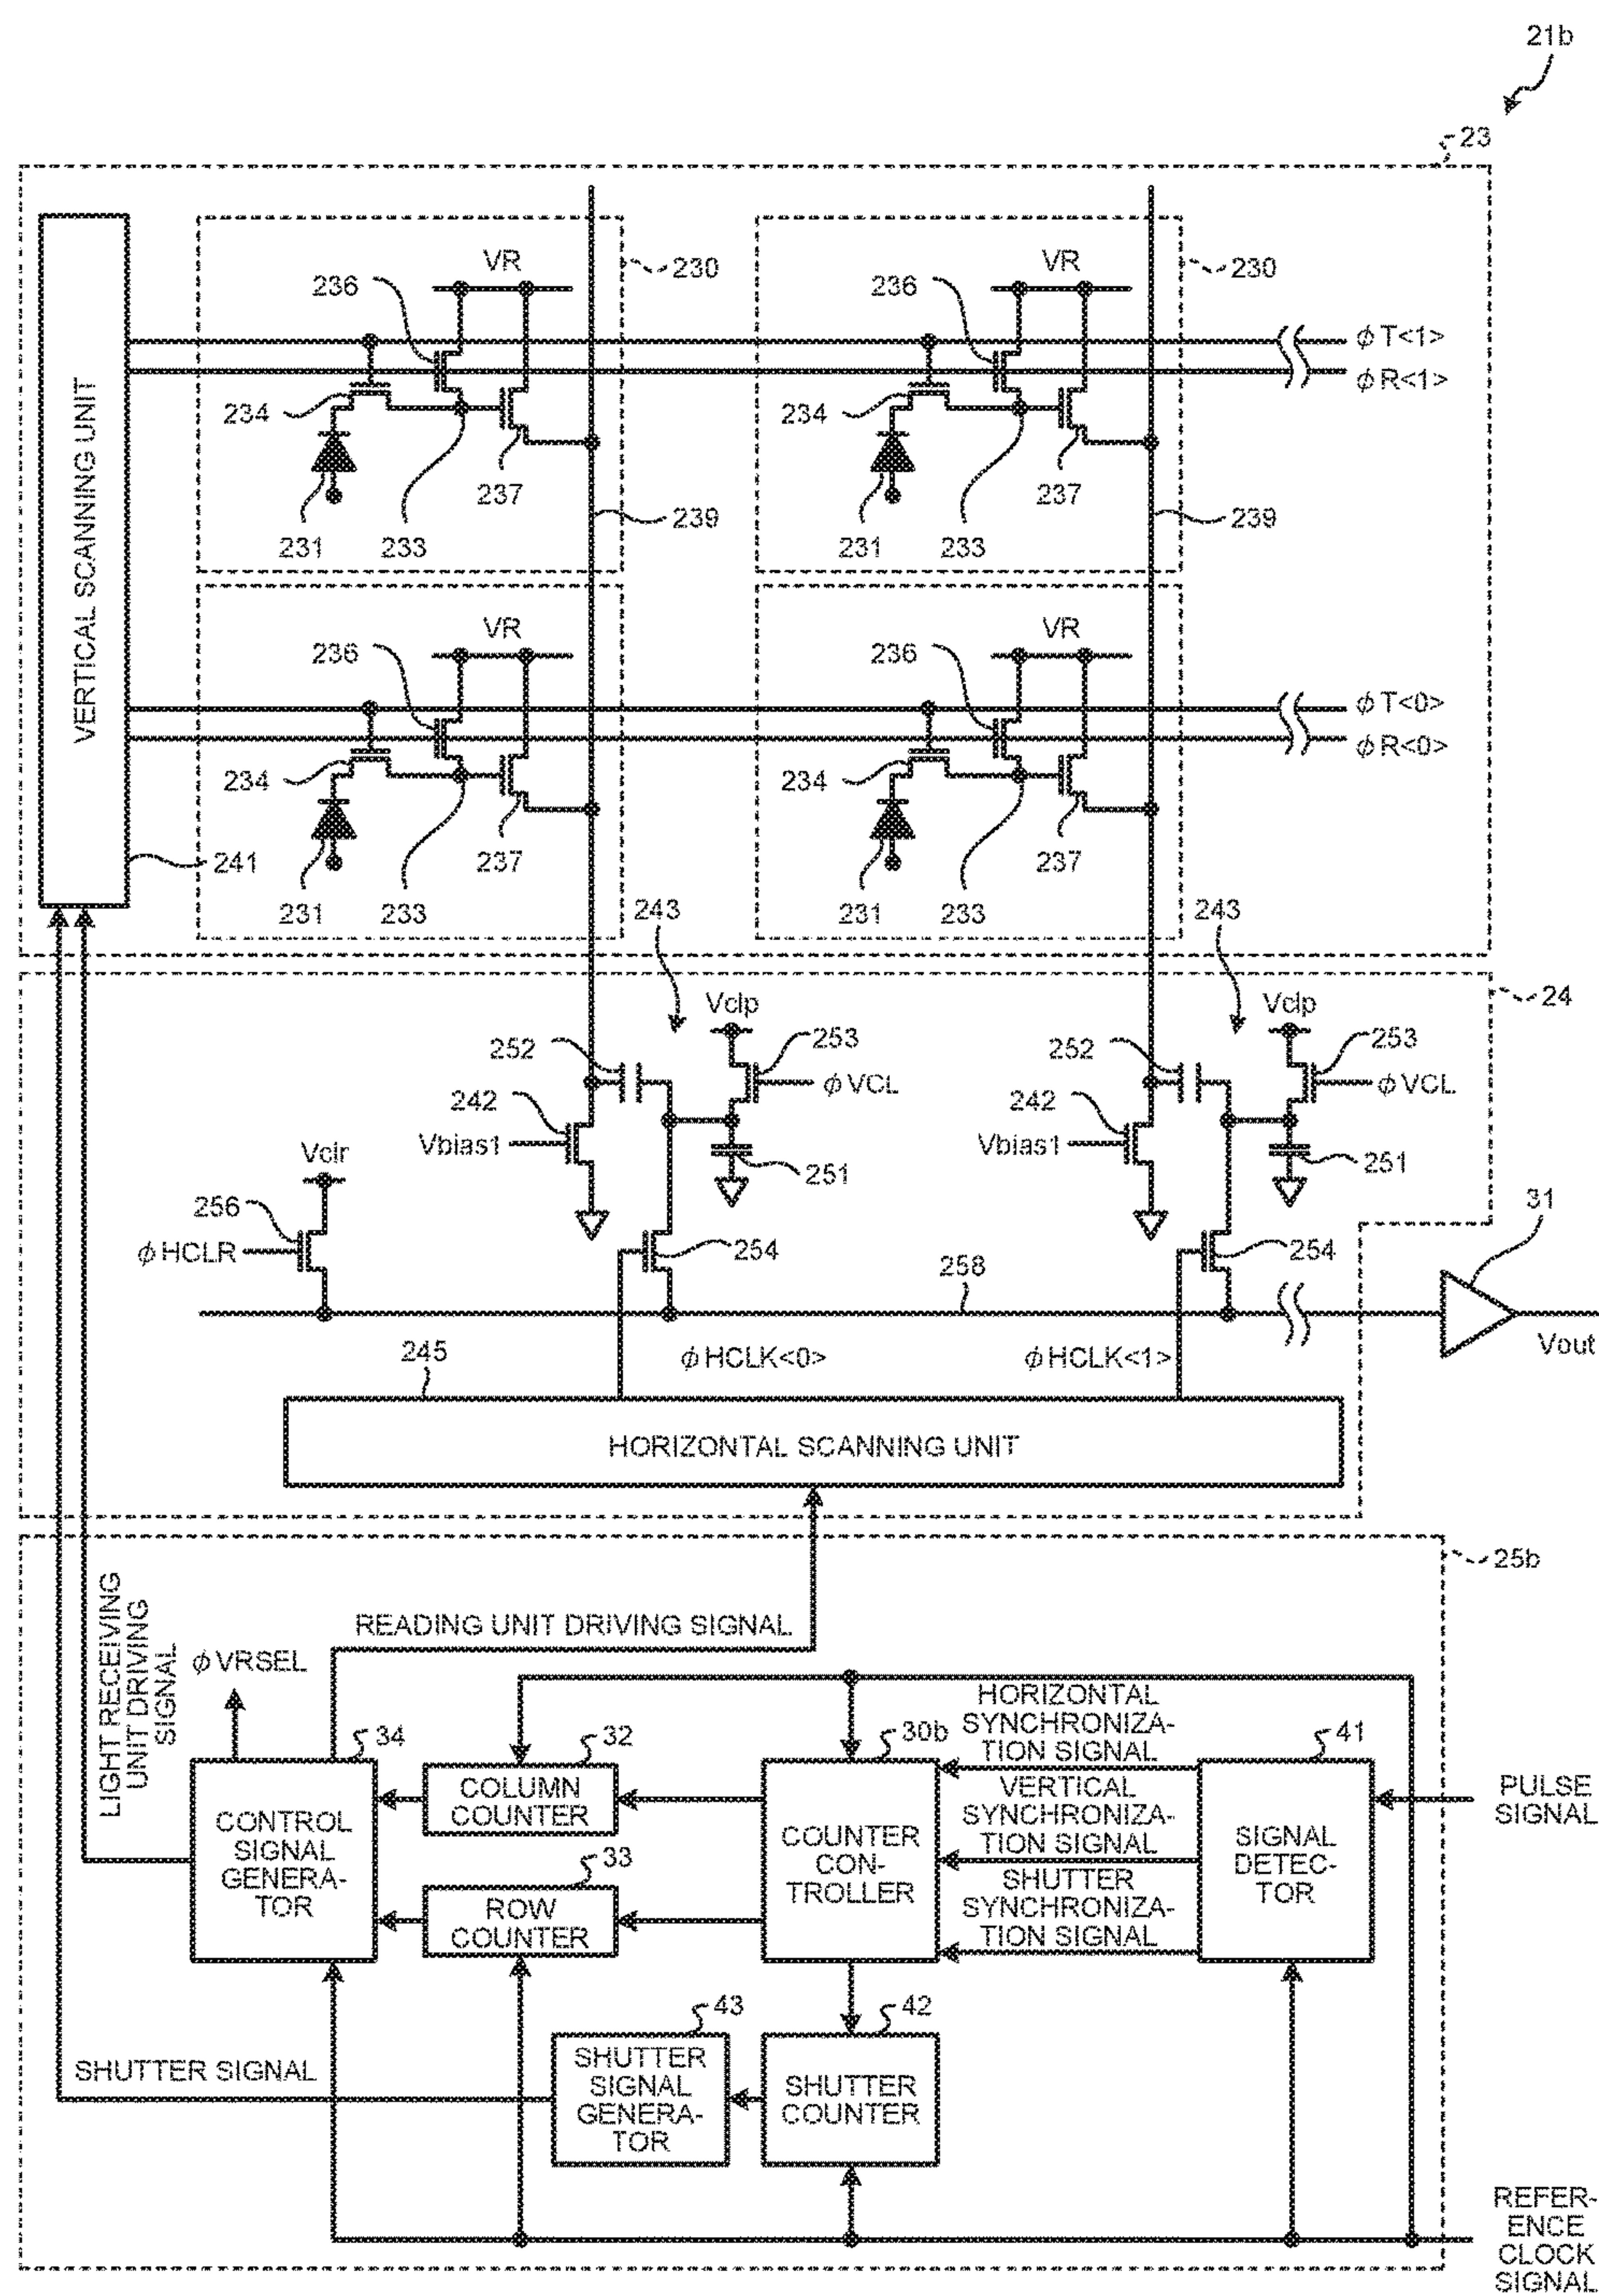 21b
23
VR
VR
236
230
236
230
φT<1>
φR<1>
234
234
237
237
231
233
239
231
233
239
VERTICAL SCANNING UNIT
VR
VR
236
236
φT<0>
φR<0>
234
234
241
237
237
231
233
243
231
233
243
24
Vclp
Vclp
252
253
252
253
φVCL
φVCL
242
242
Vbias1
Vbias1
Vclr
251
251
256
31
φHCLR
254
254
258
Vout
245
φHCLK<0>
φHCLK<1>
HORIZONTAL SCANNING UNIT
25b
LIGHT RECEIVING
UNIT DRIVING
SIGNAL
READING UNIT DRIVING SIGNAL
φVRSEL
34
32
30b
HORIZONTAL
SYNCHRONIZA-
TION SIGNAL
41
COLUMN
COUNTER
VERTICAL
SYNCHRONIZA-
TION SIGNAL
PULSE
SIGNAL
CONTROL
SIGNAL
GENERA-
TOR
COUNTER
CON-
TROLLER
SIGNAL
DETEC-
TOR
33
ROW
COUNTER
SHUTTER
SYNCHRONIZA-
TION SIGNAL
43
42
SHUTTER SIGNAL
SHUTTER
SIGNAL
GENERA-
TOR
SHUTTER
COUNTER
REFER-
ENCE
CLOCK
SIGNAL